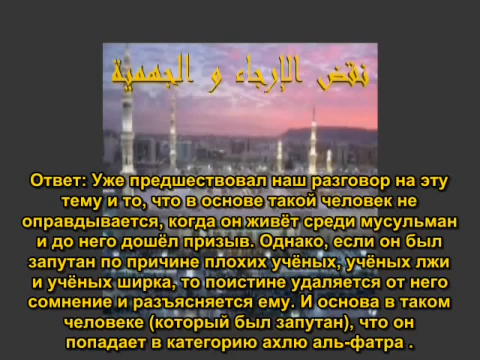 نقض الإرجاء و الجهمية
Ответ: Уже предшествовал наш разговор на эту
тему и то, что в основе такой человек не
оправдывается, когда он живёт среди мусульман
и до него дошёл призыв. Однако, если он был
запутан по причине плохих учёных, учёных лжи
и учёных ширка, то поистине удаляется от него
сомнение и разъясняется ему. И основа в таком
человеке (который был запутан), что он
попадает в категорию ахлю аль-фатра .